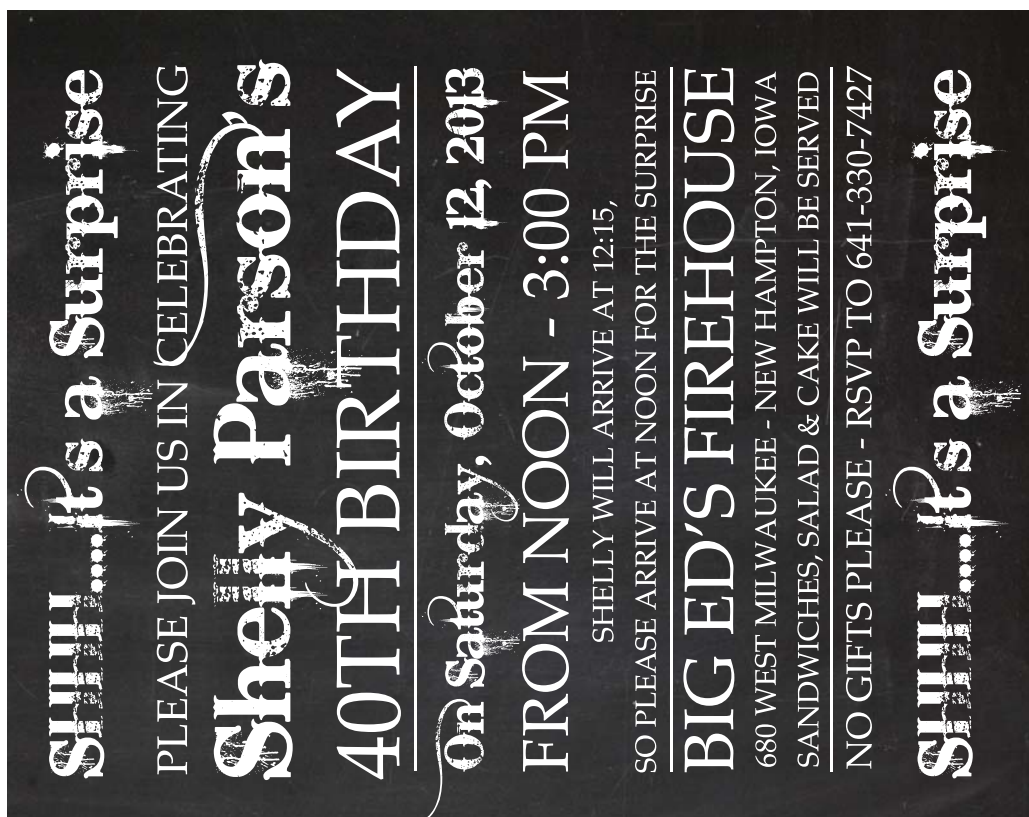 Shhhh....it's a Surprise
PLEASE JOIN US IN CELEBRATING
Shelly Parson's
40TH BIRTHDAY
On Saturday, October 12, 2013
FROM NOON - 3:00 PM
SHELLY WILL ARRIVE AT 12:15,
SO PLEASE ARRIVE AT NOON FOR THE SURPRISE
BIG ED'S FIREHOUSE
680 WEST MILWAUKEE - NEW HAMPTON, IOWA
SANDWICHES, SALAD & CAKE WILL BE SERVED
NO GIFTS PLEASE - RSVP TO 641-330-7427
Shhhh....it's a Surprise